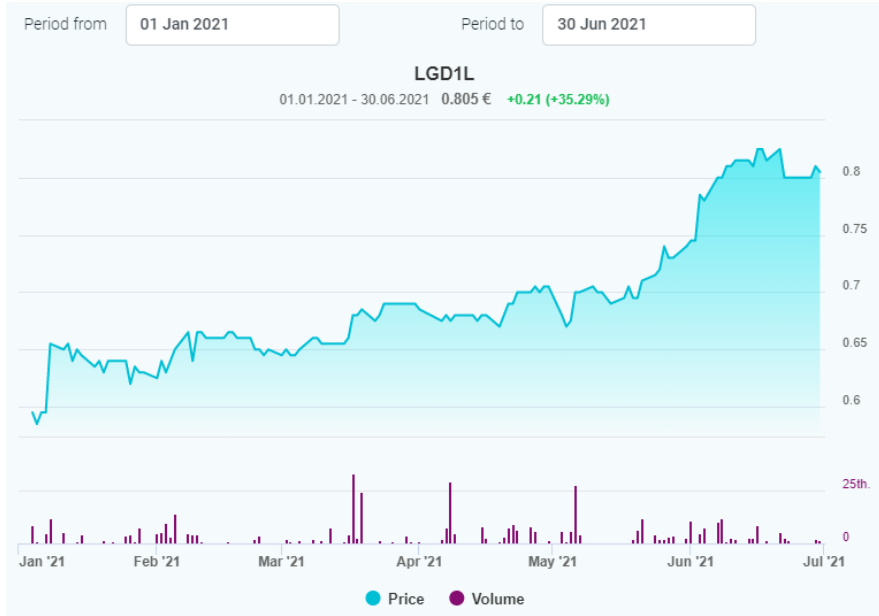 Period from 01 Jan 2021 Period to 30 Jun 2021
LGD1L
01.01.2021 - 30.06.2021 0.805 € +0.21 (+35.29%)
0.8
0.75
0.7
0.65
0.6
25th.
0
Jan '21 Feb '21 Mar '21 Apr '21 May '21 Jun '21 Jul '21
Price Volume